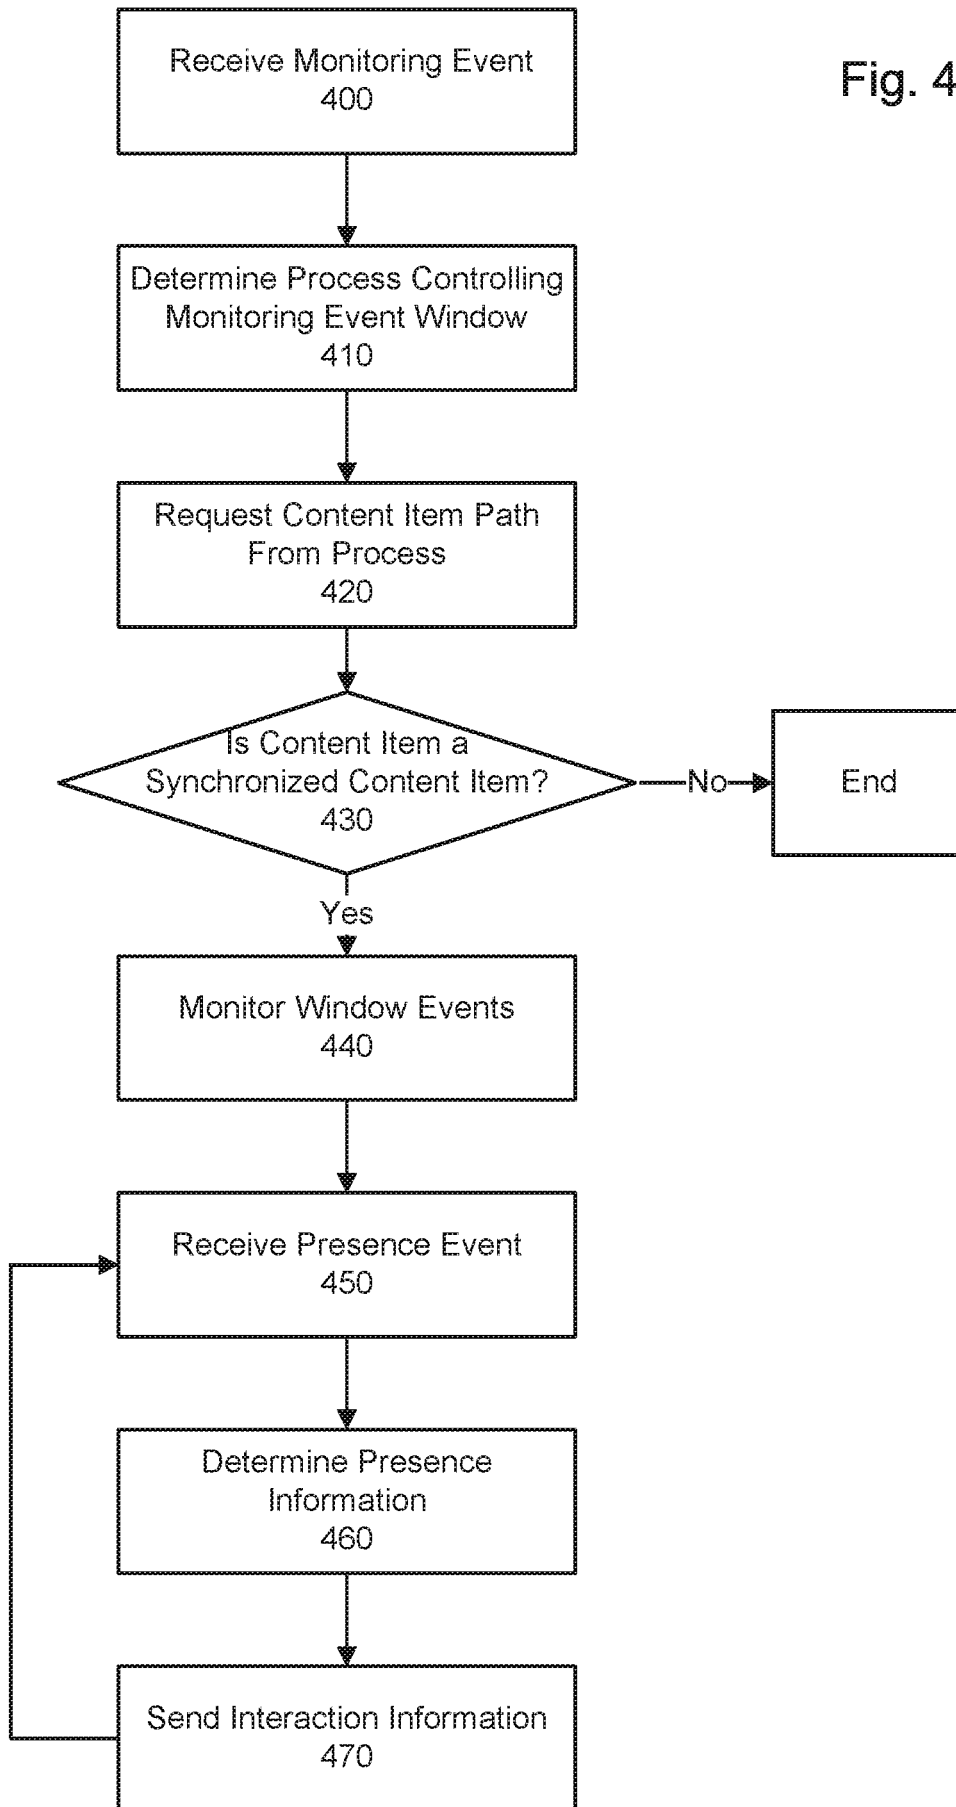 Fig. 4
Receive Monitoring Event
400
Determine Process Controlling
Monitoring Event Window
410
Request Content Item Path
From Process
420
Is Content Item a
Synchronized Content Item?
430
No
End
Yes
Monitor Window Events
440
Receive Presence Event
450
Determine Presence
Information
460
Send Interaction Information
470